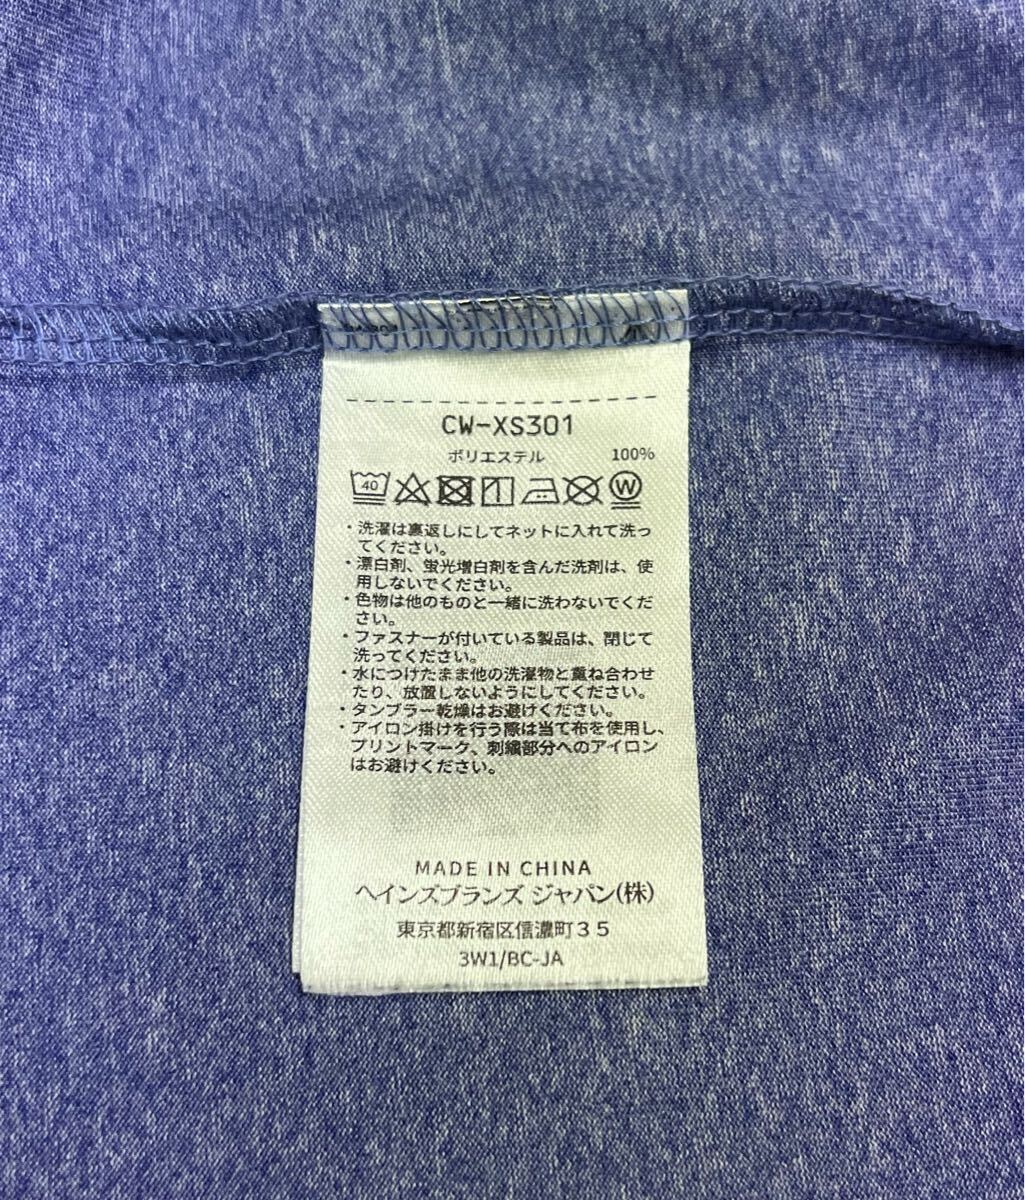 CW-XS301
ポリエステル 100%
40 W
・洗濯は裏返しにしてネットに入れて洗っ
てください。
・漂白剤、蛍光増白剤を含んだ洗剤は、使
用しないでください。
・色物は他のものと一緒に洗わないでくだ
さい。
・ファスナーが付いている製品は、閉じて
洗ってください。
・水につけたまま他の洗濯物と重ね合わせ
たり、放置しないようにしてください。
・タンブラー乾燥はお避けください。
・アイロン掛けを行う際は当て布を使用し、
プリントマーク、刺繍部分へのアイロン
はお避けください。
MADE IN CHINA
ヘインズブランズ ジャパン(株)
東京都新宿区信濃町35
3W1/BC-JA